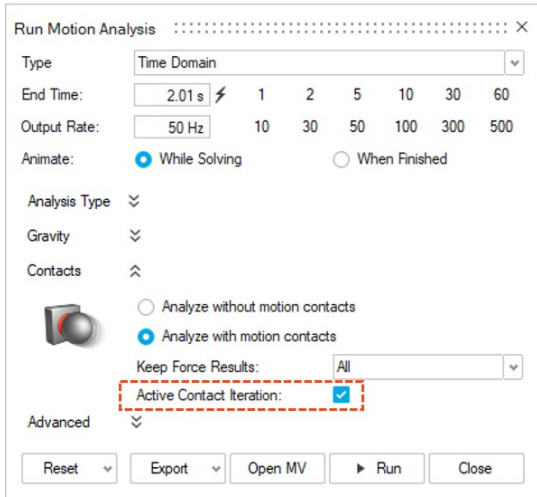 Run Motion Analysis
Type Time Domain
End Time: 2.01 s 1 2 5 10 30 60
Output Rate: 50 Hz 10 30 50 100 300 500
Animate: While Solving When Finished
Analysis Type
Gravity
Contacts
Analyze without motion contacts
Analyze with motion contacts
Keep Force Results: All
Active Contact Iteration:
Advanced
Reset Export Open MV Run Close